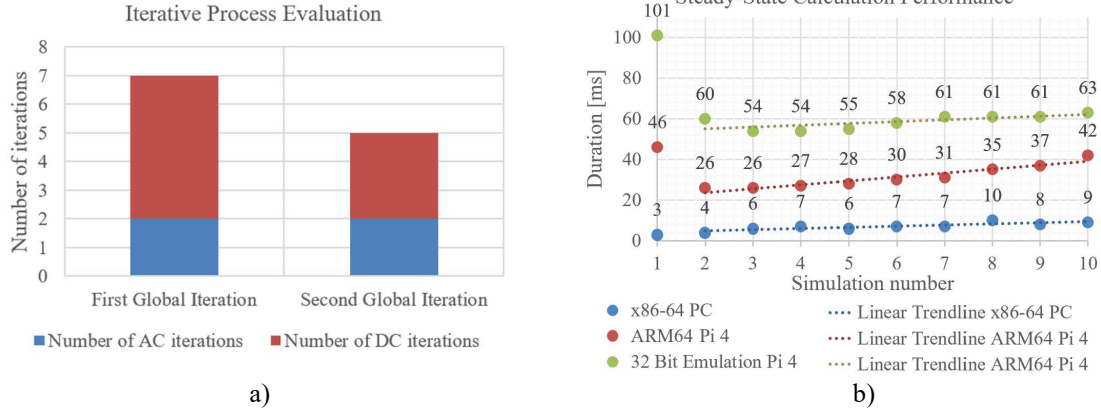 Iterative Process Evaluation
Number of iterations
8
7
6
5
4
3
2
1
0
First Global Iteration Second Global Iteration
Number of AC iterations Number of DC iterations
a)
Steady-State Calculation Performance
Duration [ms]
100
80
60
40
20
0
101
60 54 54 55 58 61 61 61 63
46
26 26 27 28 30 31 35 37 42
3 4 6 7 6 7 7 10 8 9
1 2 3 4 5 6 7 8 9 10
Simulation number
x86-64 PC Linear Trendline x86-64 PC
ARM64 Pi 4 Linear Trendline ARM64 Pi 4
32 Bit Emulation Pi 4 Linear Trendline ARM64 Pi 4
b)